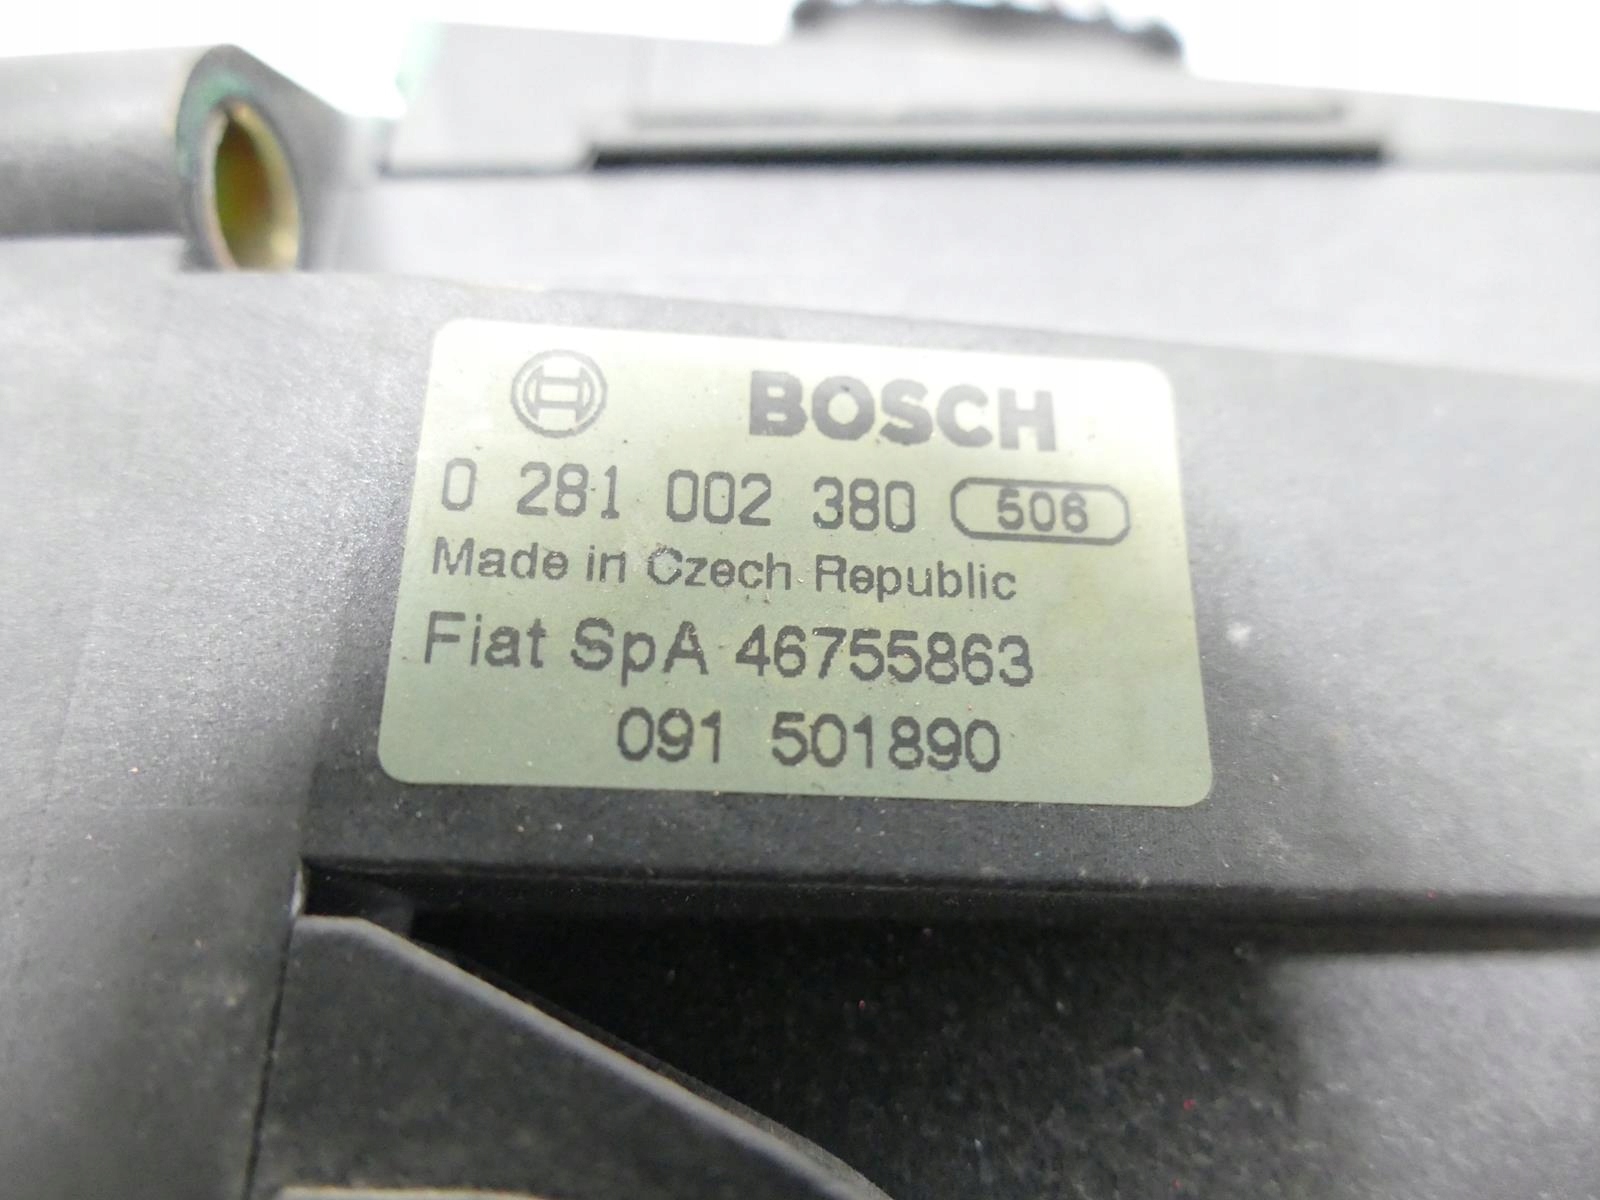 BOSCH
0 281 002 380 506
Made in Czech Republic
Fiat SpA 46755863
091 501890